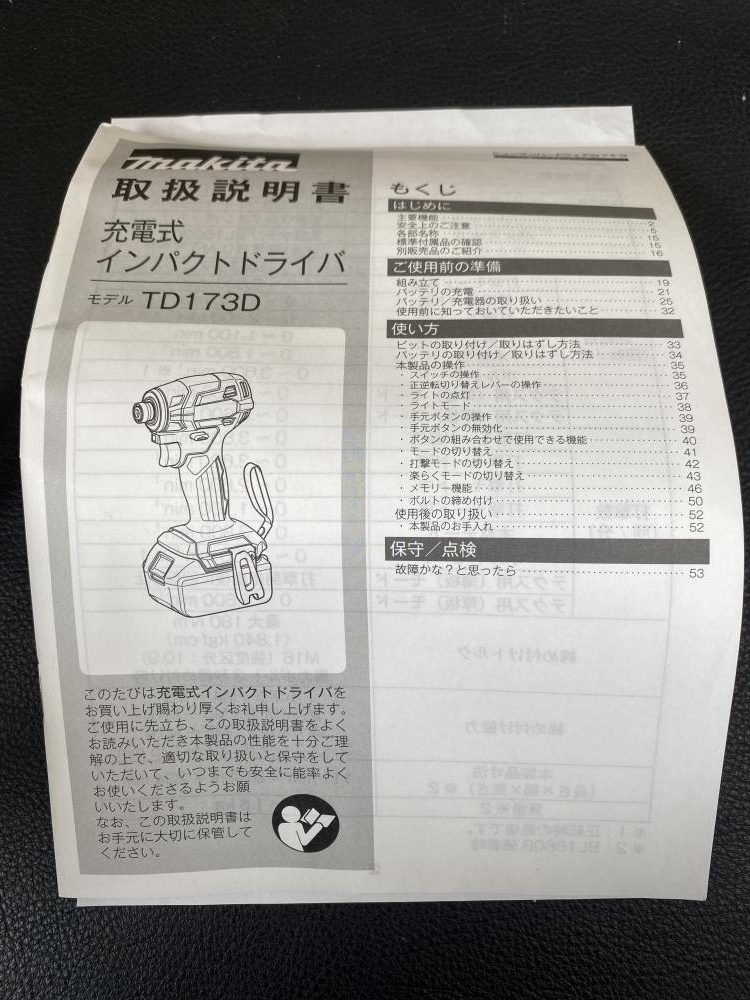 makita
取扱説明書
充電式
インパクトドライバ
モデル TD173D
このたびは充電式インパクトドライバを
お買い上げ賜わり厚くお礼申し上げます。
ご使用に先立ち、この取扱説明書をよく
お読みいただき本製品の性能を十分ご理
解の上で、適切な取り扱いと保守をして
いただいて、いつまでも安全に能率よく
お使いくださるようお願
いいたします。
なお、この取扱説明書は
お手元に大切に保管して
ください。
もくじ
はじめに
主要機能 2
安全上のご注意 5
各部名称 15
標準付属品の確認 15
別販売品のご紹介 16
ご使用前の準備
組み立て 19
バッテリの充電 21
バッテリ／充電器の取り扱い 25
使用前に知っておいていただきたいこと 32
使い方
ビットの取り付け／取りはずし方法 33
バッテリの取り付け／取りはずし方法 34
本製品の操作 35
・ スイッチの操作 35
・ 正逆転切り替えレバーの操作 36
・ ライトの点灯 37
・ ライトモード 38
・ 手元ボタンの操作 39
・ 手元ボタンの無効化 39
・ ボタンの組み合わせで使用できる機能 40
・ モードの切り替え 41
・ 打撃モードの切り替え 42
・ 楽らくモードの切り替え 43
・ メモリー機能 46
・ ボルトの締め付け 50
使用後の取り扱い 52
・ 本製品のお手入れ 52
保守／点検
故障かな？と思ったら 53